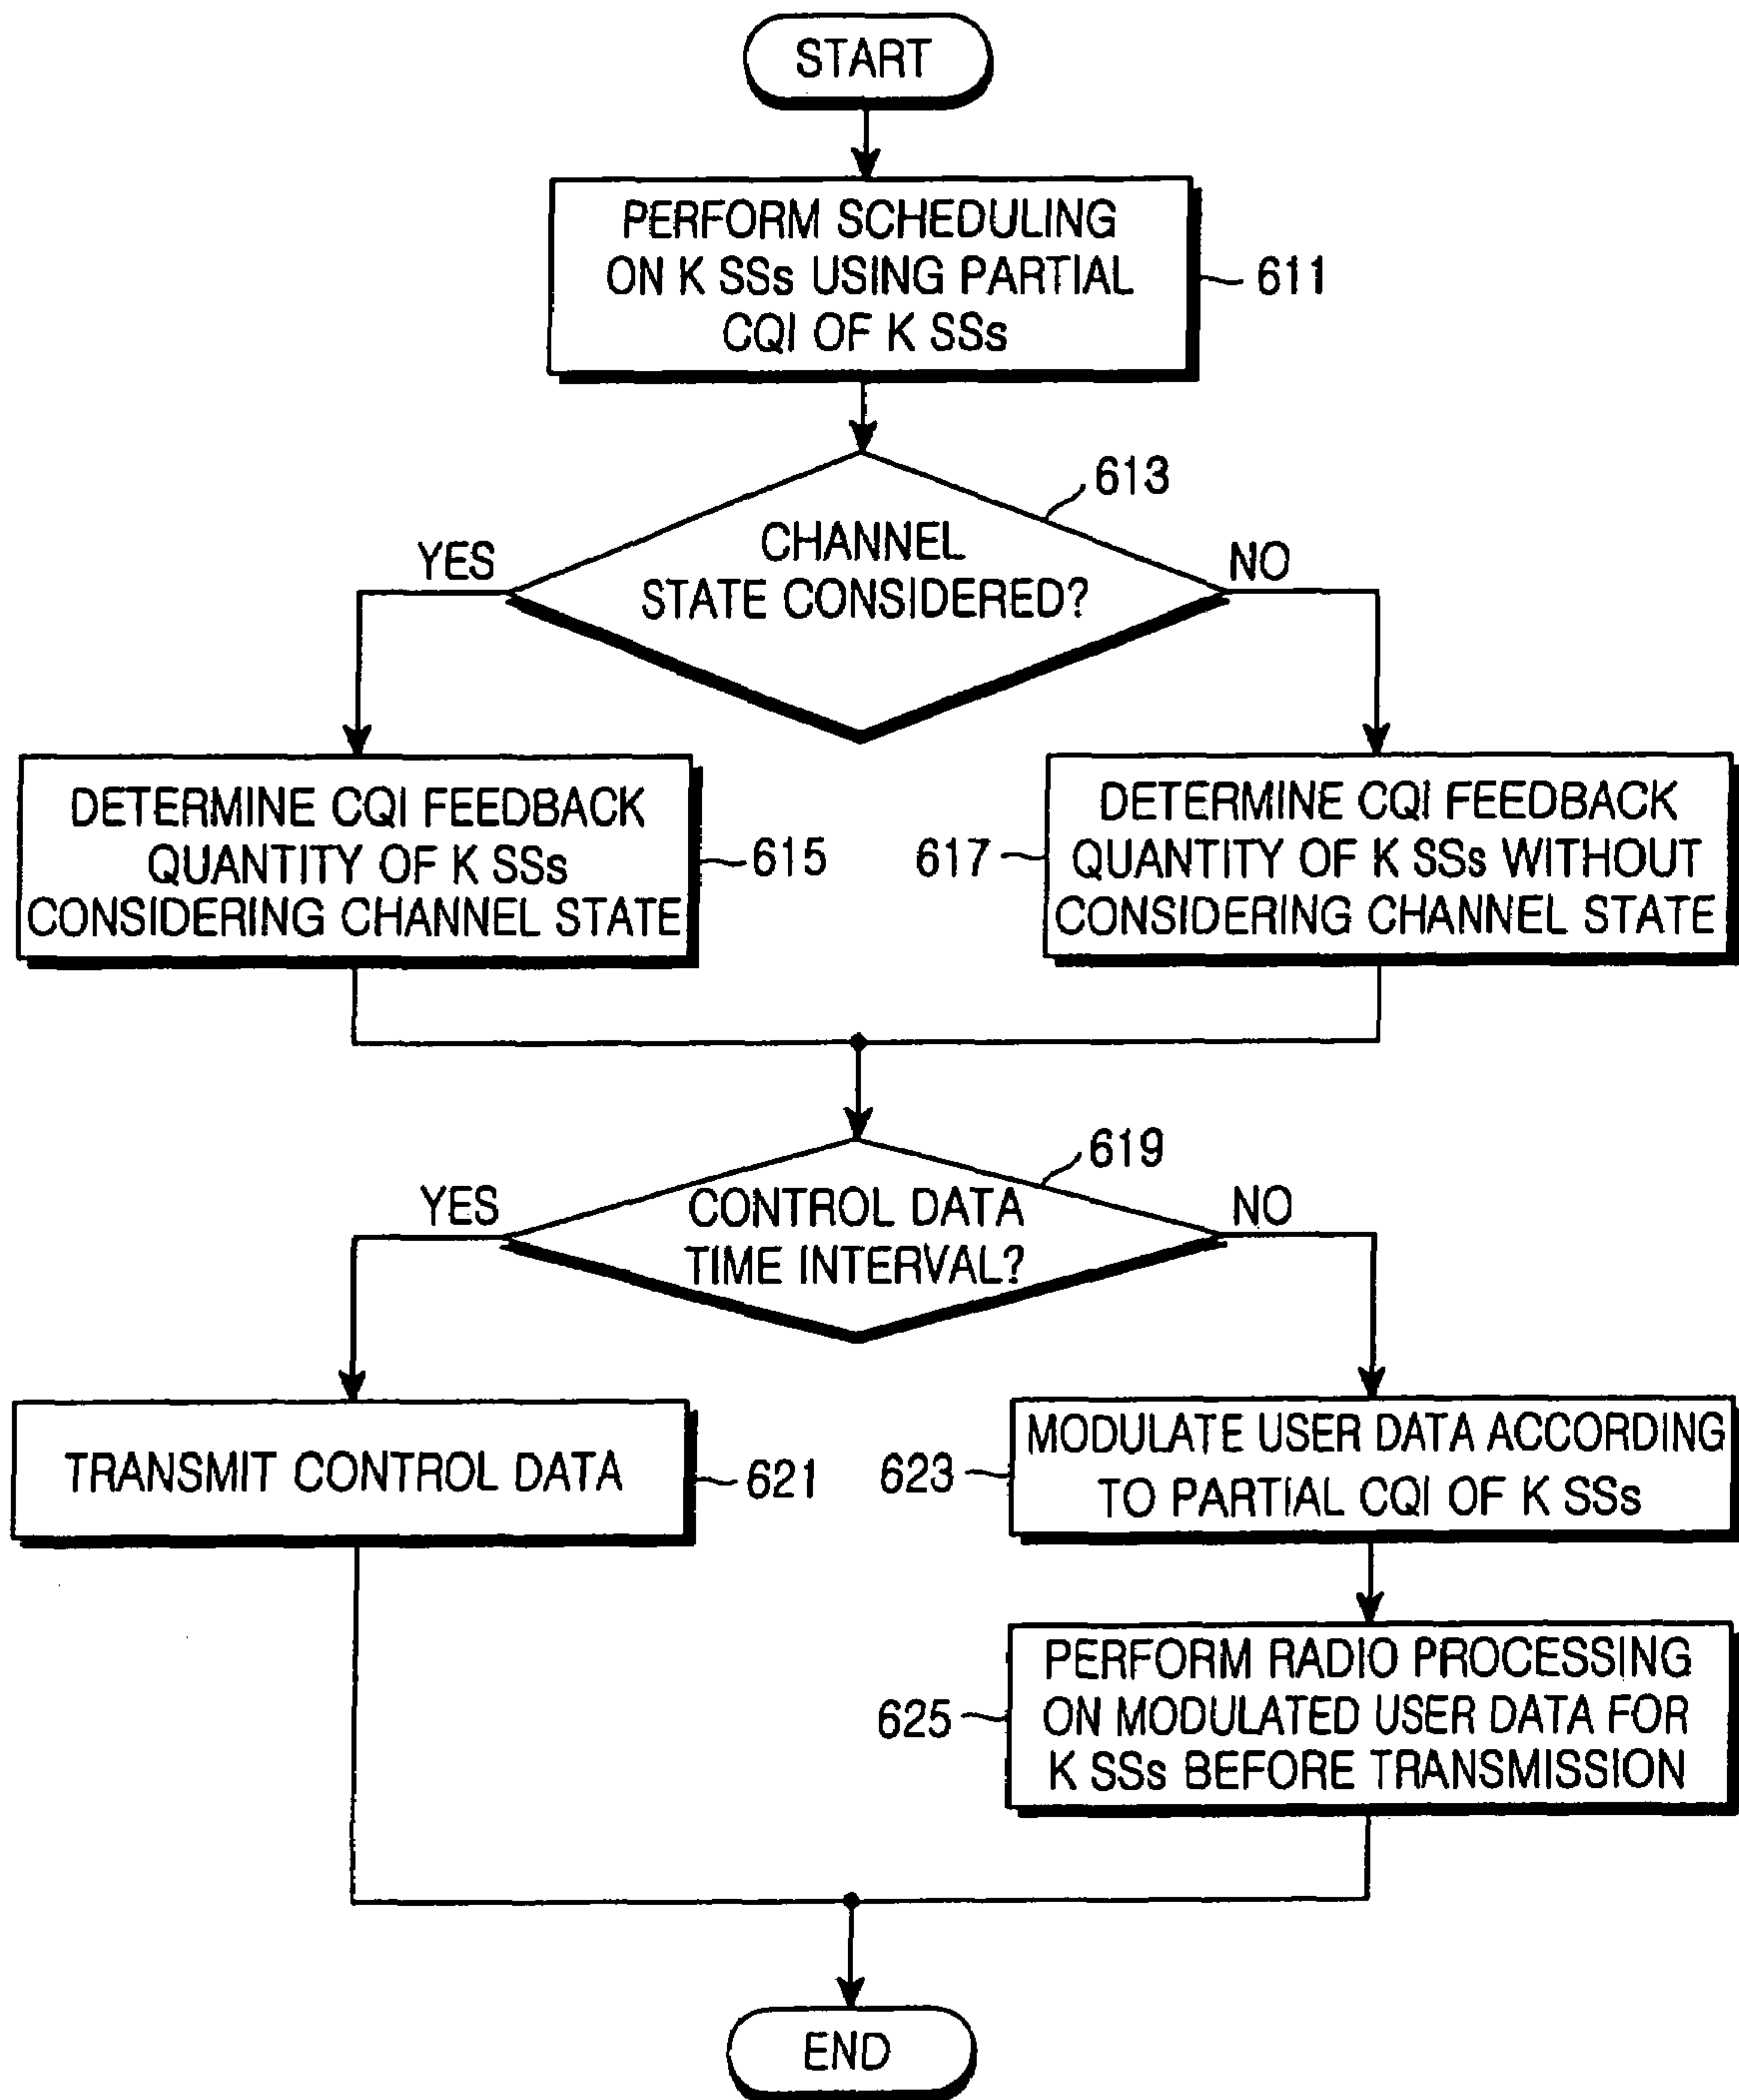 START
PERFORM SCHEDULING
ON K SSs USING PARTIAL
CQI OF K SSs
611
613
CHANNEL
STATE CONSIDERED?
YES
NO
DETERMINE CQI FEEDBACK
QUANTITY OF K SSs
CONSIDERING CHANNEL STATE
615
617
DETERMINE CQI FEEDBACK
QUANTITY OF K SSs WITHOUT
CONSIDERING CHANNEL STATE
619
CONTROL DATA
TIME INTERVAL?
YES
NO
TRANSMIT CONTROL DATA
621
623
MODULATE USER DATA ACCORDING
TO PARTIAL CQI OF K SSs
625
PERFORM RADIO PROCESSING
ON MODULATED USER DATA FOR
K SSs BEFORE TRANSMISSION
END